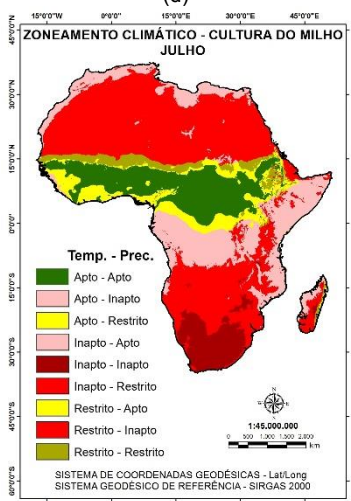 (d)
15°0'0"W 0°0'0" 15°0'0"E 30°0'0"E 45°0'0"E
ZONEAMENTO CLIMÁTICO - CULTURA DO MILHO
JULHO
45°0'0"N
30°0'0"N
15°0'0"N
0°0'0"
15°0'0"S
30°0'0"S
45°0'0"S
60°0'0"S
Temp. - Prec.
Apto - Apto
Apto - Inapto
Apto - Restrito
Inapto - Apto
Inapto - Inapto
Inapto - Restrito
Restrito - Apto
Restrito - Inapto
Restrito - Restrito
1:45.000.000
0 500 1.000 1.500 2.000
km
SISTEMA DE COORDENADAS GEODÉSICAS - Lat/Long
SISTEMA GEODÉSICO DE REFERÊNCIA - SIRGAS 2000